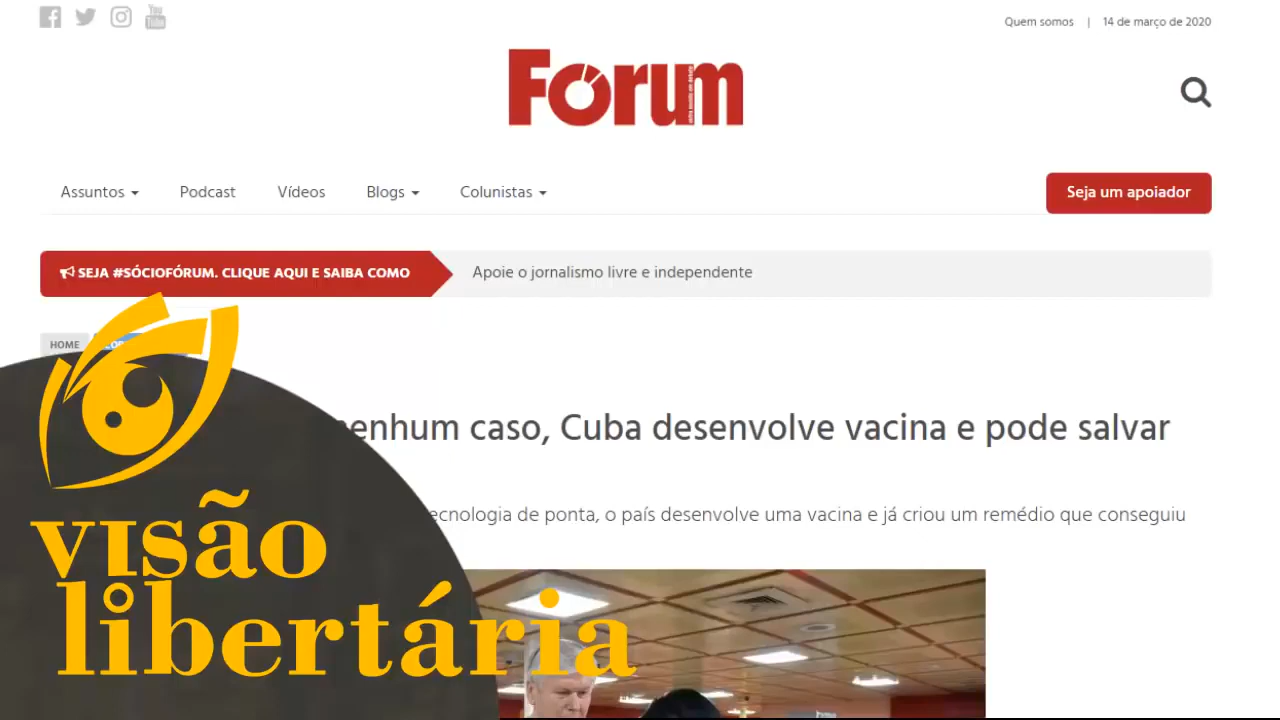 Quem somos | 14 de março de 2020
Fórum
Assuntos Podcast Vídeos Blogs Colunistas Seja um apoiador
SEJA #SÓCIOFÓRUM. CLIQUE AQUI E SAIBA COMO Apoie o jornalismo livre e independente
HOME
caso, Cuba desenvolve vacina e pode salvar
de ponta, o país desenvolve uma vacina e já criou um remédio que conseguiu
visão
libertária